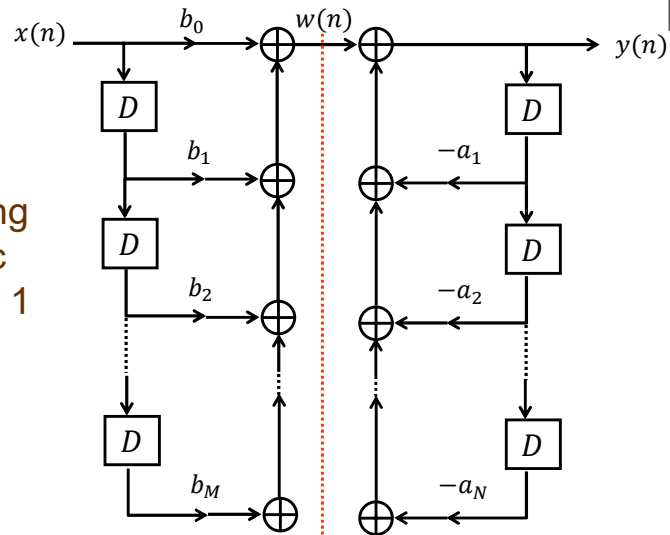 x(n) b₀ w(n) y(n)
D D
b₁ −a₁
ng
D D
c
1
b₂ −a₂
D D
b_M −a_N